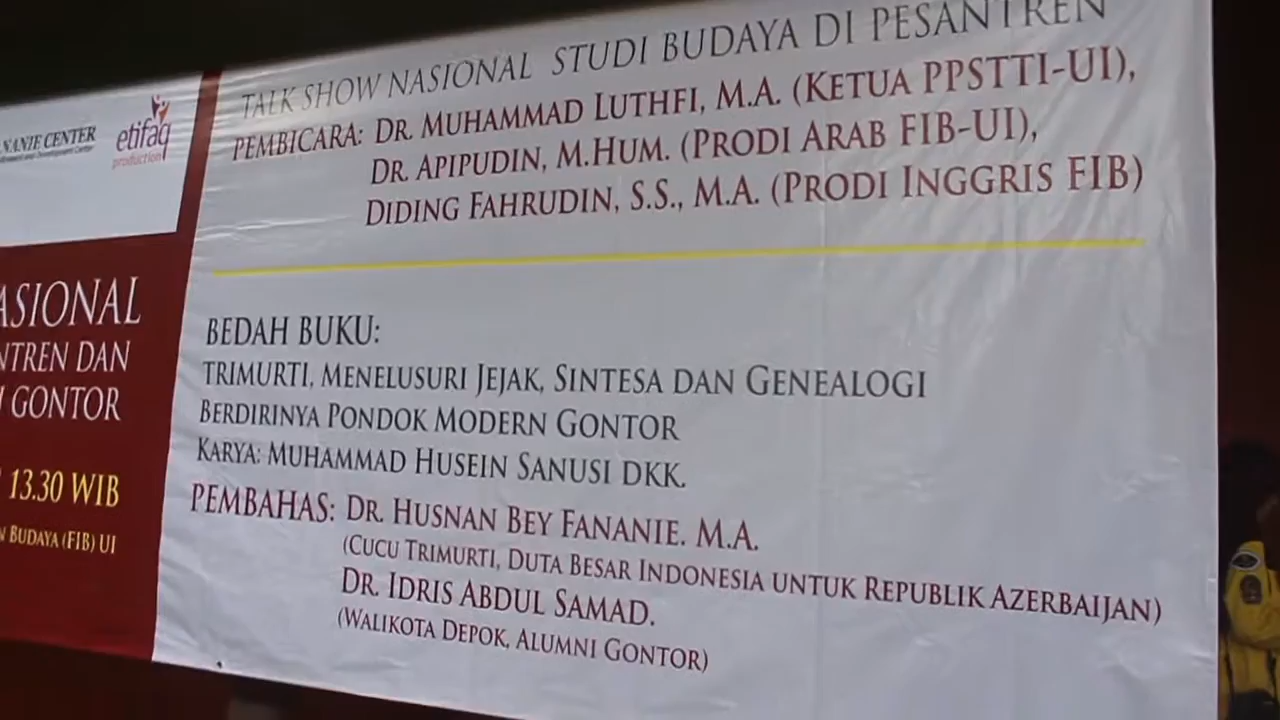 NANIE CENTER
etifaq
production
ASIONAL
NTREN DAN
GONTOR
13.30 WIB
BUDAYA (FIB) UI
TALK SHOW NASIONAL STUDI BUDAYA DI PESANTREN
PEMBICARA: DR. MUHAMMAD LUTHFI, M.A. (KETUA PPSTTI-UI),
DR. APIPUDIN, M.HUM. (PRODI ARAB FIB-UI),
DIDING FAHRUDIN, S.S., M.A. (PRODI INGGRIS FIB)
BEDAH BUKU:
TRIMURTI, MENELUSURI JEJAK, SINTESA DAN GENEALOGI
BERDIRINYA PONDOK MODERN GONTOR
KARYA: MUHAMMAD HUSEIN SANUSI DKK.
PEMBAHAS: DR. HUSNAN BEY FANANIE. M.A.
(CUCU TRIMURTI, DUTA BESAR INDONESIA UNTUK REPUBLIK AZERBAIJAN)
DR. IDRIS ABDUL SAMAD.
(WALIKOTA DEPOK, ALUMNI GONTOR)